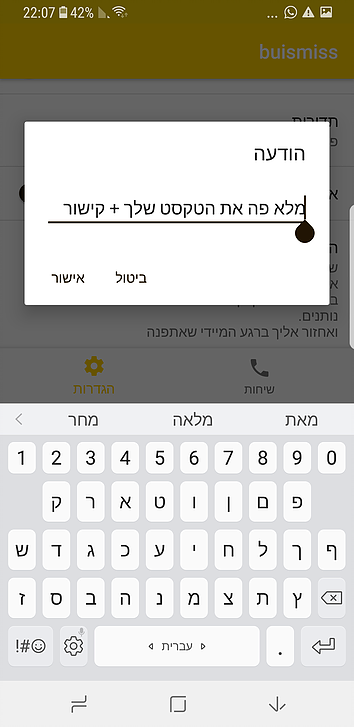 22:07 42% ...
buismiss
תדירות
הודעה
מלא פה את הטקסט שלך + קישור
ביטול
אישור
נותנים.
ואחזור אליך ברגע המיידי שאתפנה
שיחות
הגדרות
מאת
מלאה
מחר
1 2 3 4 5 6 7 8 9 0
ק ר א ט ו ן ם פ
ש ד ג כ ע י ח ל ך ף
ז ס ב ה נ מ צ ת ץ
!#☺ עברית .